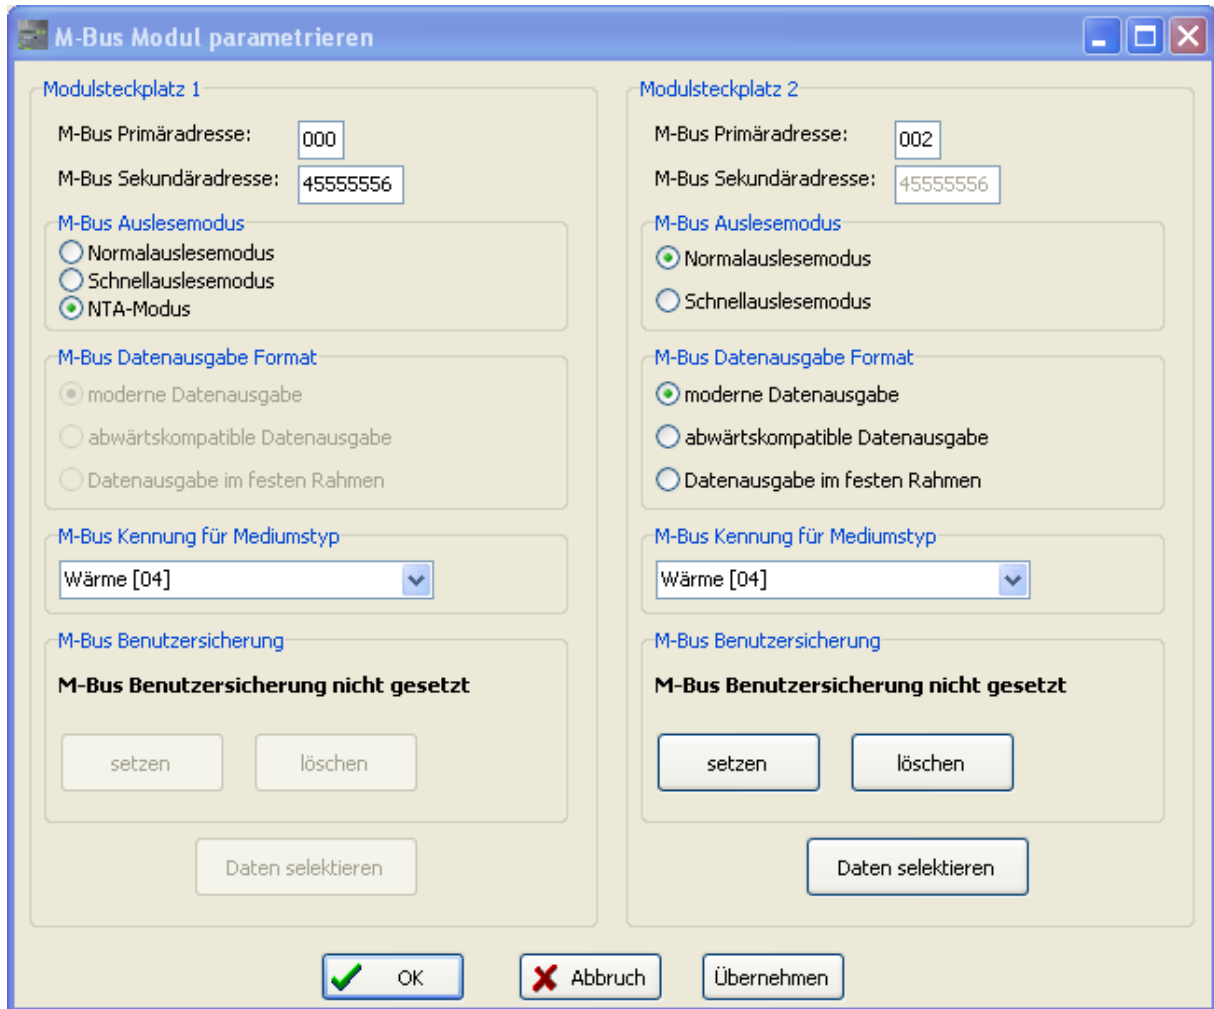 M-Bus Modul parametrieren
Modulsteckplatz 1
M-Bus Primäradresse:
000
M-Bus Sekundäradresse:
45555556
M-Bus Auslesemodus
Normalauslesemodus
Schnellauslesemodus
NTA-Modus
M-Bus Datenausgabe Format
moderne Datenausgabe
abwärtskompatible Datenausgabe
Datenausgabe im festen Rahmen
M-Bus Kennung für Mediumstyp
Wärme [04]
M-Bus Benutzersicherung
M-Bus Benutzersicherung nicht gesetzt
setzen
löschen
Daten selektieren
Modulsteckplatz 2
M-Bus Primäradresse:
002
M-Bus Sekundäradresse:
45555556
M-Bus Auslesemodus
Normalauslesemodus
Schnellauslesemodus
M-Bus Datenausgabe Format
moderne Datenausgabe
abwärtskompatible Datenausgabe
Datenausgabe im festen Rahmen
M-Bus Kennung für Mediumstyp
Wärme [04]
M-Bus Benutzersicherung
M-Bus Benutzersicherung nicht gesetzt
setzen
löschen
Daten selektieren
OK
Abbruch
Übernehmen